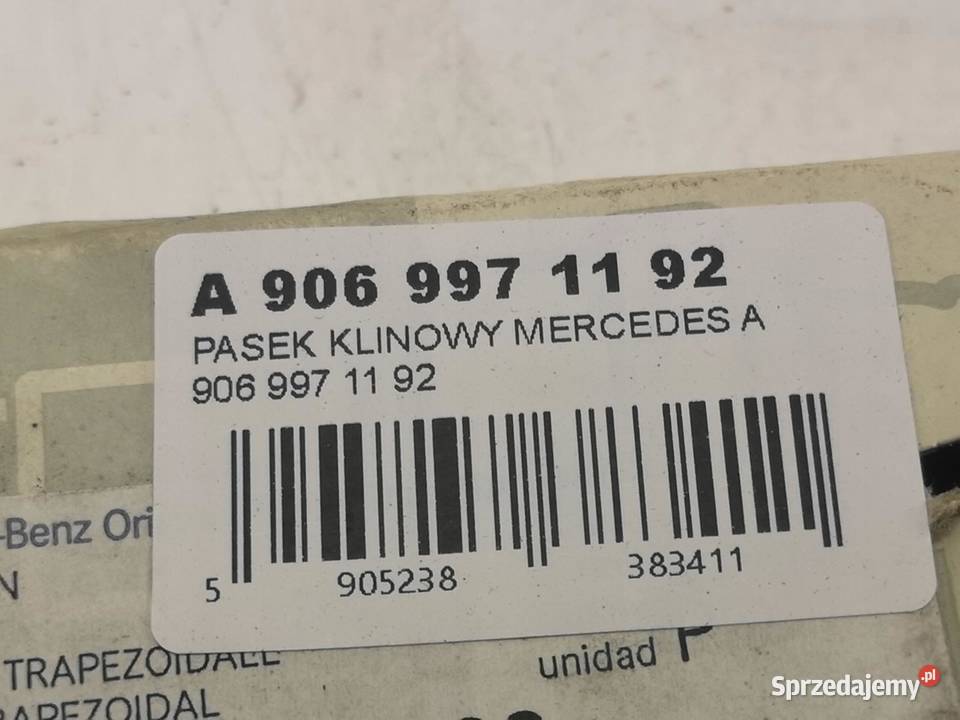 A 906 997 11 92
PASEK KLINOWY MERCEDES A
906 997 11 92
5 905238 383411
-Benz Ori
N
TRAPEZOIDALE
unidad P
RAPEZOIDAL
Sprzedajemy.pl